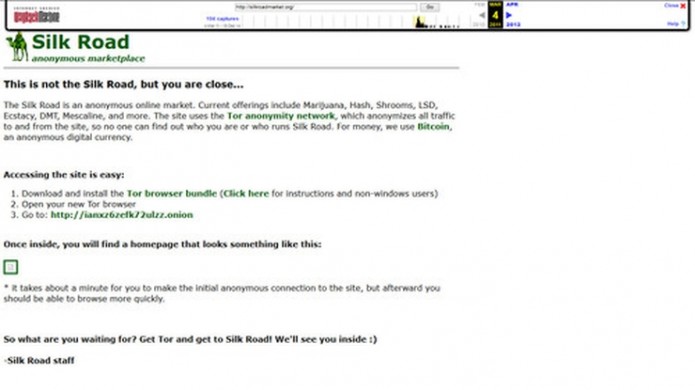 INTERNET ARCHIVE
http://silkroadmarket.org/ Go
FEB MAR APR
Close
104 captures
4
2011 2012
Help ?
Silk Road
anonymous marketplace
This is not the Silk Road, but you are close...
The Silk Road is an anonymous online market. Current offerings include Marijuana, Hash, Shrooms, LSD,
Ecstacy, DMT, Mescaline, and more. The site uses the Tor anonymity network, which anonymizes all traffic
to and from the site, so no one can find out who you are or who runs Silk Road. For money, we use Bitcoin,
an anonymous digital currency.
Accessing the site is easy:
1. Download and install the Tor browser bundle (Click here for instructions and non-windows users)
2. Open your new Tor browser
3. Go to: http://ianxz6zefk72ulzz.onion
Once inside, you will find a homepage that looks something like this:
* it takes about a minute for you to make the initial anonymous connection to the site, but afterward you
should be able to browse more quickly.
So what are you waiting for? Get Tor and get to Silk Road! We'll see you inside :)
-Silk Road staff